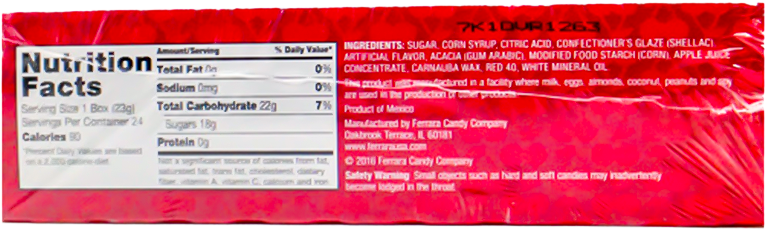 7K10VR1263
Nutrition
Facts
Serving Size 1 Box (23g)
Servings Per Container 24
Calories 90
*Percent Daily Values are based
on a 2,000 calorie diet.
Amount/Serving % Daily Value*
Total Fat 0g 0%
Sodium 0mg 0%
Total Carbohydrate 22g 7%
Sugars 18g
Protein 0g
Not a significant source of calories from fat,
saturated fat, trans fat, cholesterol, dietary
fiber, vitamin A, vitamin C, calcium and iron
INGREDIENTS: SUGAR, CORN SYRUP, CITRIC ACID, CONFECTIONER'S GLAZE (SHELLAC)
ARTIFICIAL FLAVOR, ACACIA (GUM ARABIC), MODIFIED FOOD STARCH (CORN), APPLE JUICE
CONCENTRATE, CARNAUBA WAX, RED 40, WHITE MINERAL OIL.
This product was manufactured in a facility where milk, eggs, almonds, coconut, peanuts and soy
are used in the production of other products.
Product of Mexico
Manufactured by Ferrara Candy Company
Oakbrook Terrace, IL 60181
www.ferrarausa.com
© 2016 Ferrara Candy Company
Safety Warning Small objects such as hard and soft candies may inadvertently
become lodged in the throat.